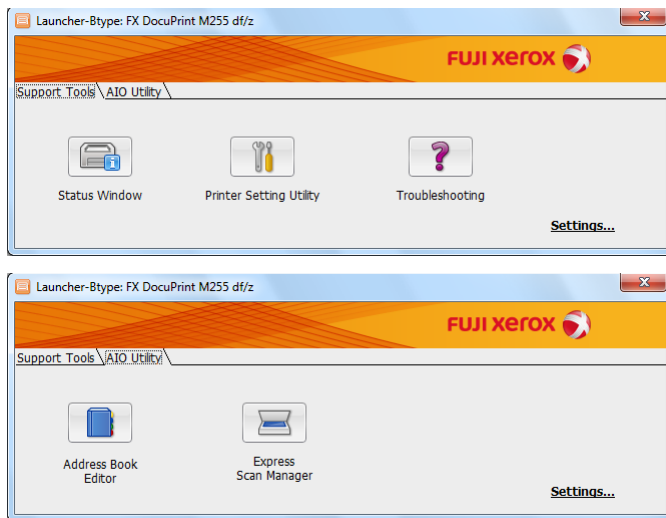 Launcher-Btype: FX DocuPrint M255 df/z
FUJI xerox
Support Tools AIO Utility
Status Window Printer Setting Utility Troubleshooting
Settings...
Launcher-Btype: FX DocuPrint M255 df/z
FUJI xerox
Support Tools AIO Utility
Address Book Express
Editor Scan Manager
Settings...